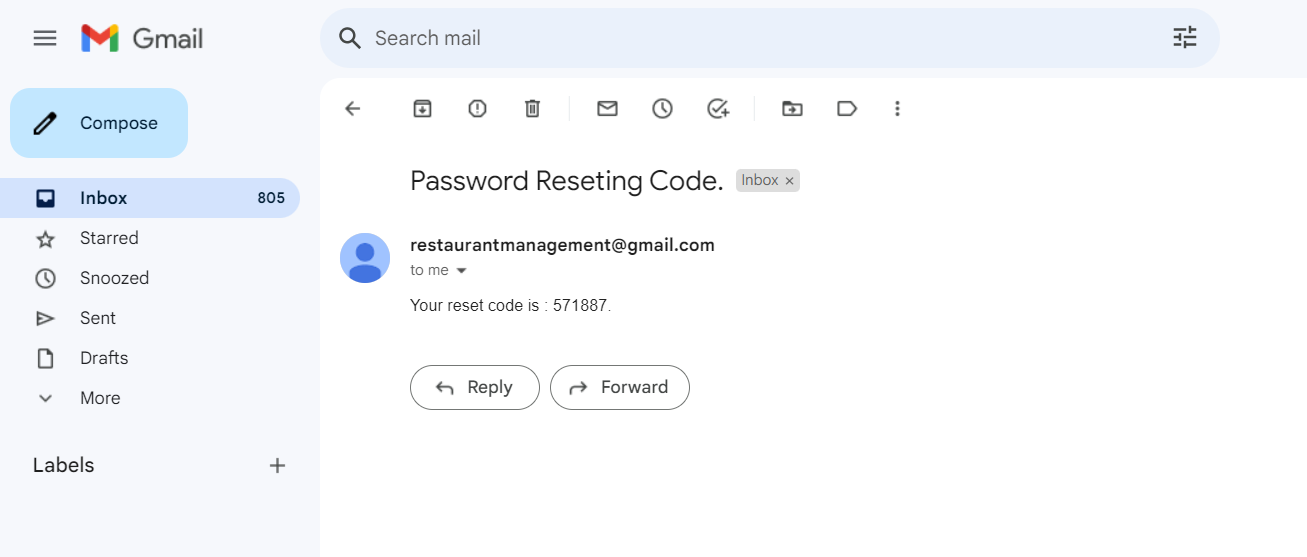 Gmail
Search mail
Compose
Inbox 805
Starred
Snoozed
Sent
Drafts
More
Labels
Password Reseting Code. Inbox ×
restaurantmanagement@gmail.com
to me
Your reset code is : 571887.
Reply Forward